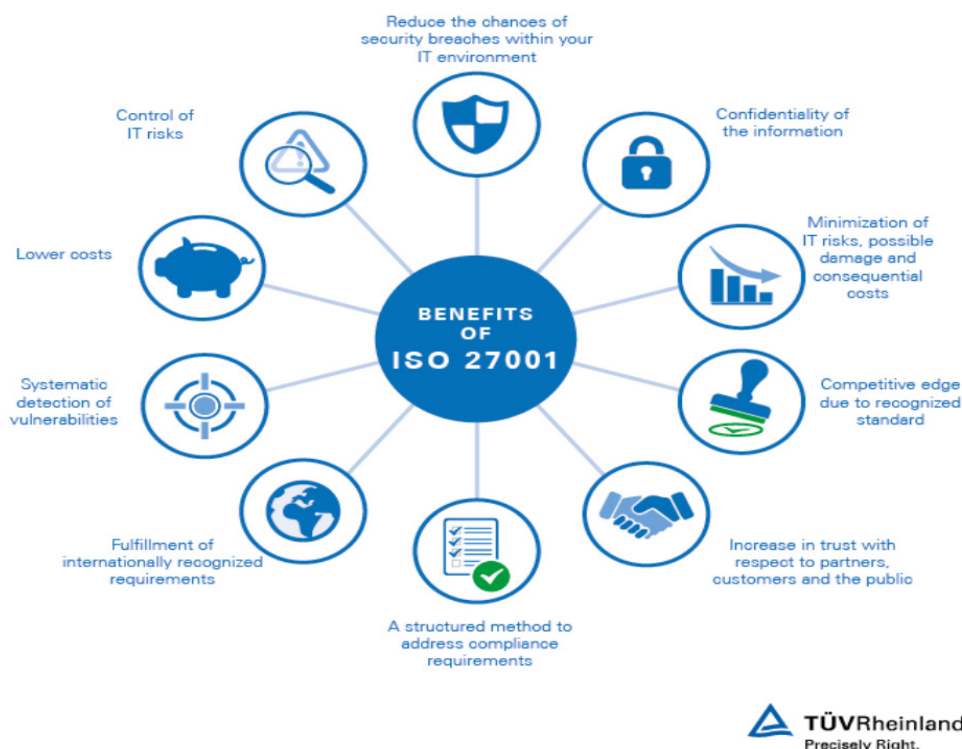 Reduce the chances of
security breaches within your
IT environment
Control of
IT risks
Confidentiality of
the information
Lower costs
Minimization of
IT risks, possible
damage and
consequential
costs
BENEFITS
OF
ISO 27001
Systematic
detection of
vulnerabilities
Competitive edge
due to recognized
standard
Fulfillment of
internationally recognized
requirements
Increase in trust with
respect to partners,
customers and the public
A structured method to
address compliance
requirements
TÜVRheinland
Precisely Right.